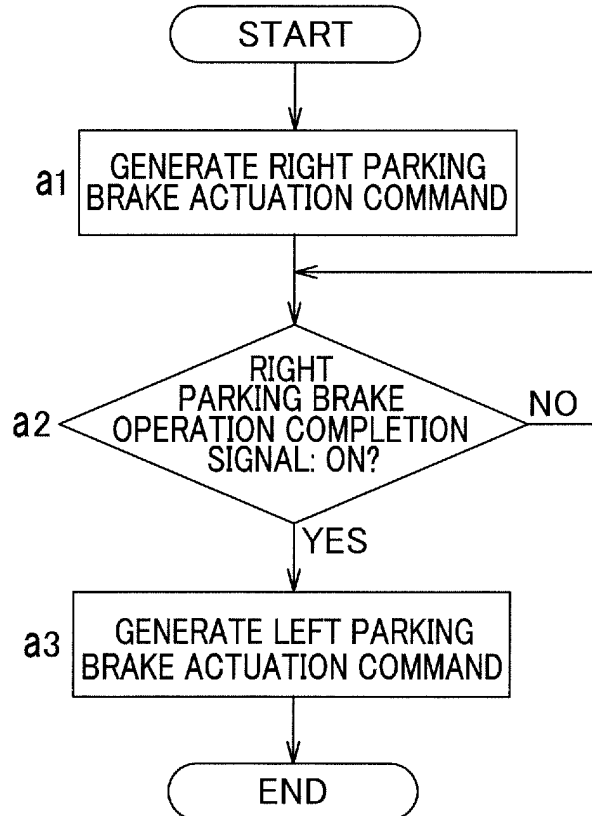 START
a1
GENERATE RIGHT PARKING
BRAKE ACTUATION COMMAND
a2
RIGHT
PARKING BRAKE
OPERATION COMPLETION
SIGNAL: ON?
NO
YES
a3
GENERATE LEFT PARKING
BRAKE ACTUATION COMMAND
END